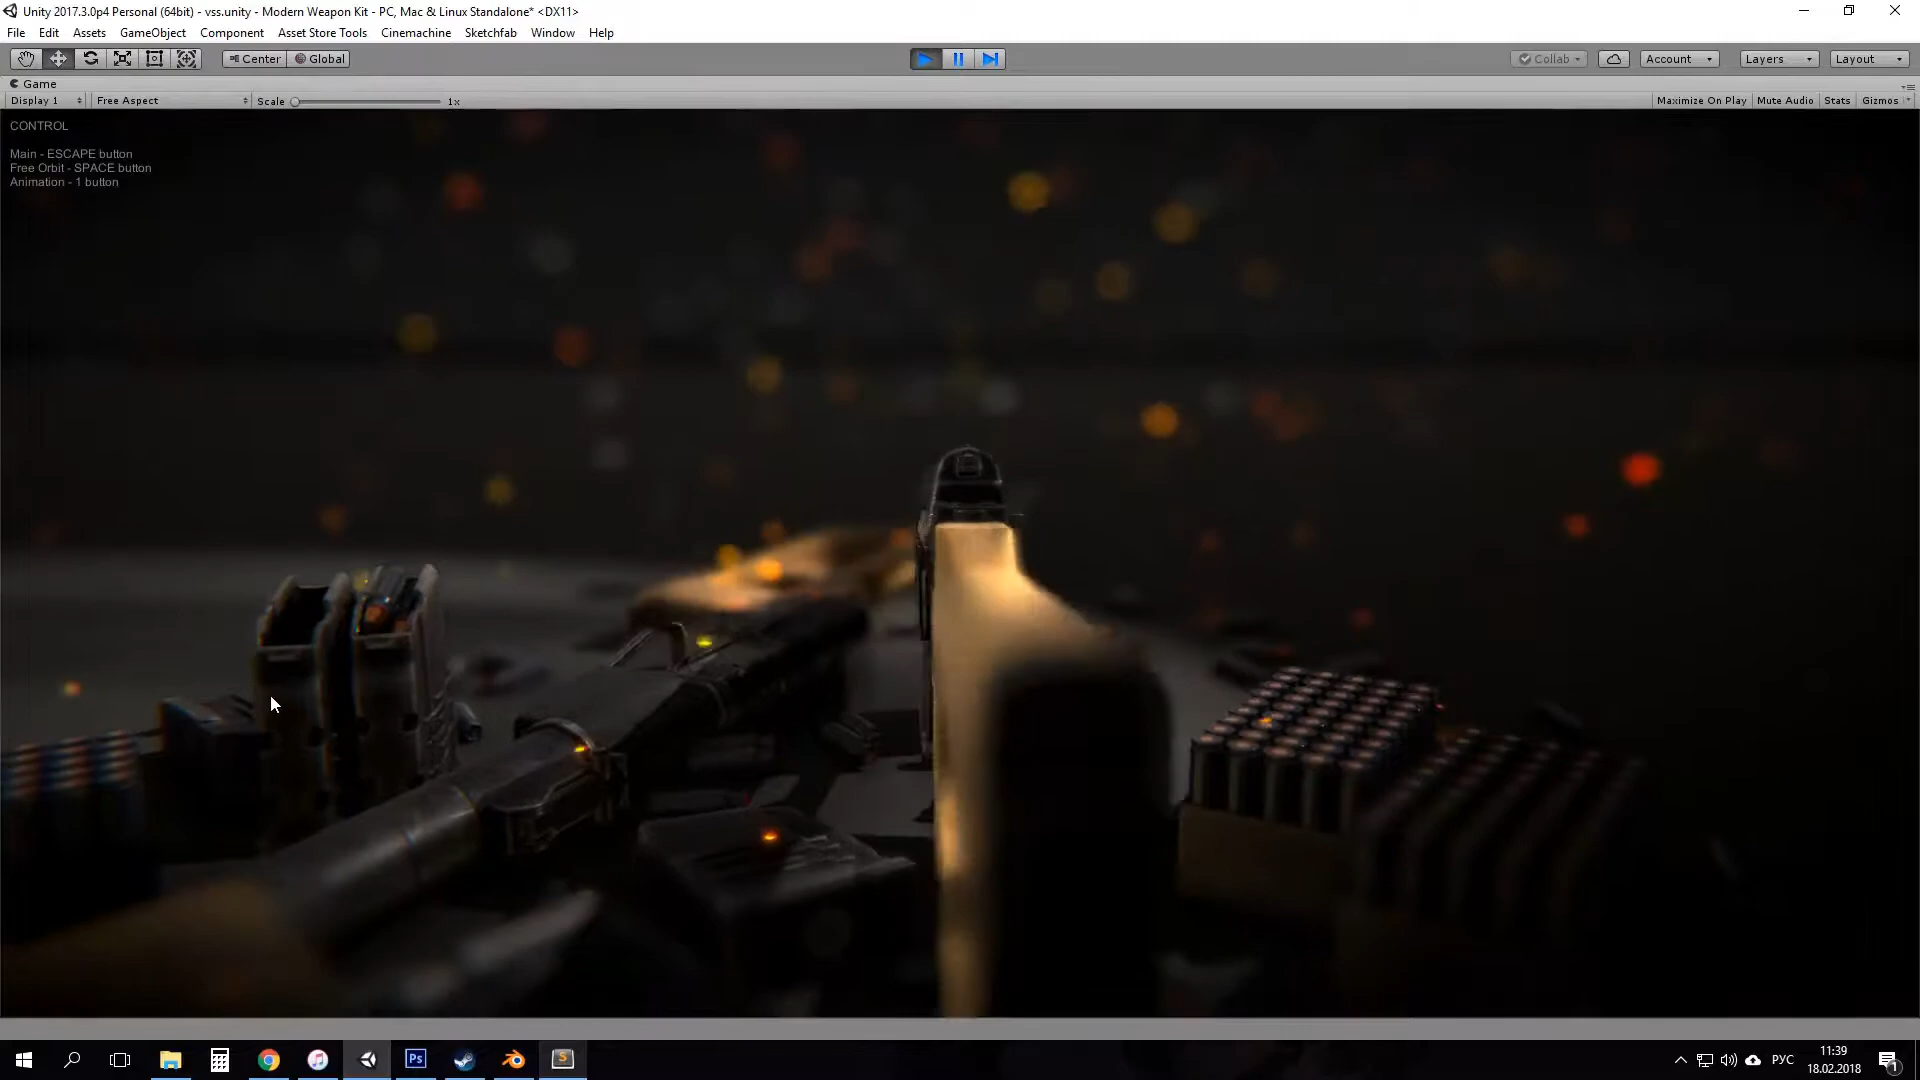 Unity 2017.3.0p4 Personal (64bit) - vss.unity - Modern Weapon Kit - PC, Mac & Linux Standalone* <DX11>
File Edit Assets GameObject Component Asset Store Tools Cinemachine Sketchfab Window Help
Center Global Collab Account Layers Layout
Game
Display 1 Free Aspect Scale 1x Maximize On Play Mute Audio Stats Gizmos
CONTROL
Main - ESCAPE button
Free Orbit - SPACE button
Animation - 1 button
Ps S РУС 11:39 1
18.02.2018